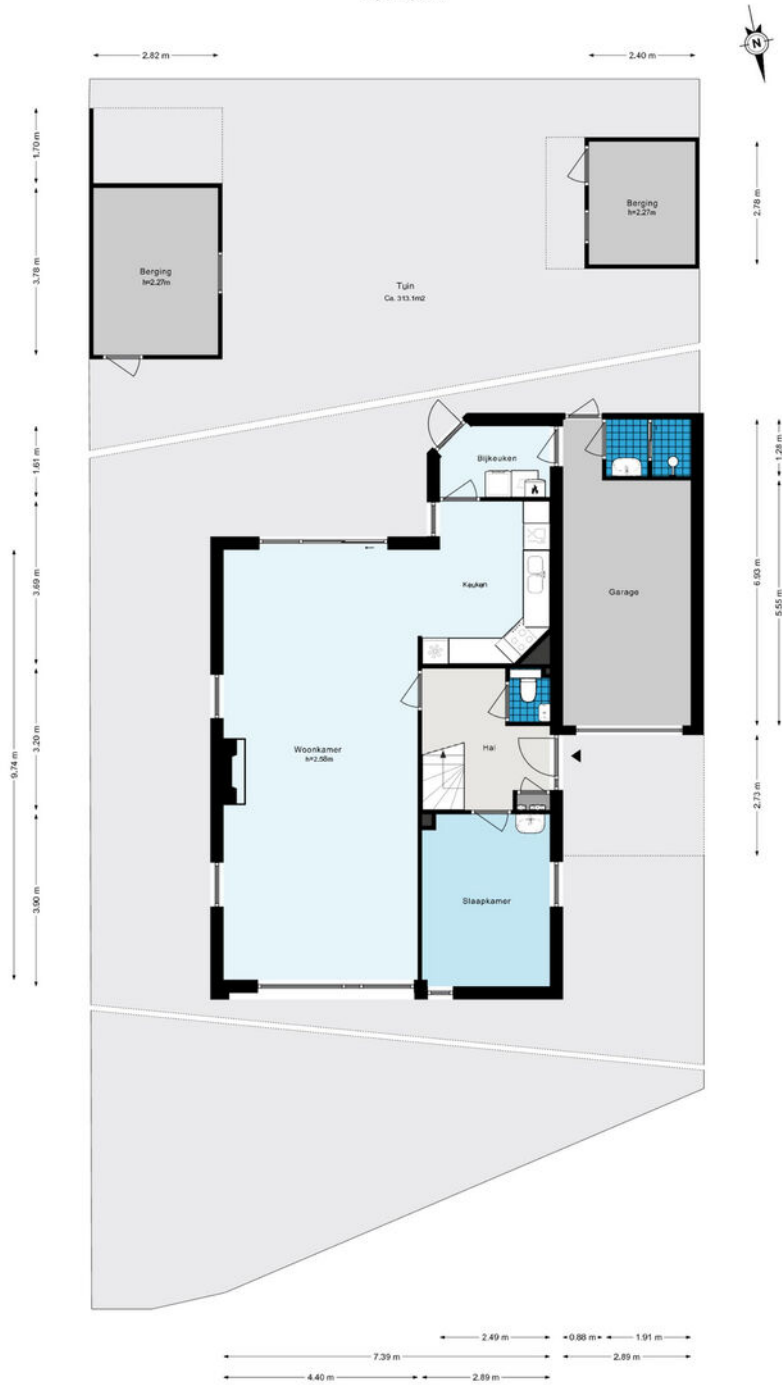 N
2.82 m
2.40 m
1.70 m
3.78 m
2.78 m
Berging
h=2.27m
Berging
h=2.27m
Tuin
Ca. 313.1m2
1.61 m
3.69 m
3.20 m
3.90 m
9.74 m
Bijkeuken
Keuken
Garage
1.28 m
6.93 m
5.55 m
2.73 m
Woonkamer
h=2.58m
Hal
Slaapkamer
2.49 m
0.88 m
1.91 m
7.39 m
2.89 m
4.40 m
2.89 m